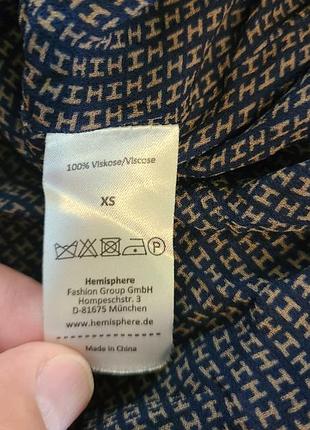 100% Viskose/Viscose
XS
P
Hemisphere
Fashion Group GmbH
Hompeschstr. 3
D-81675 München
www.hemisphere.de
Made in China